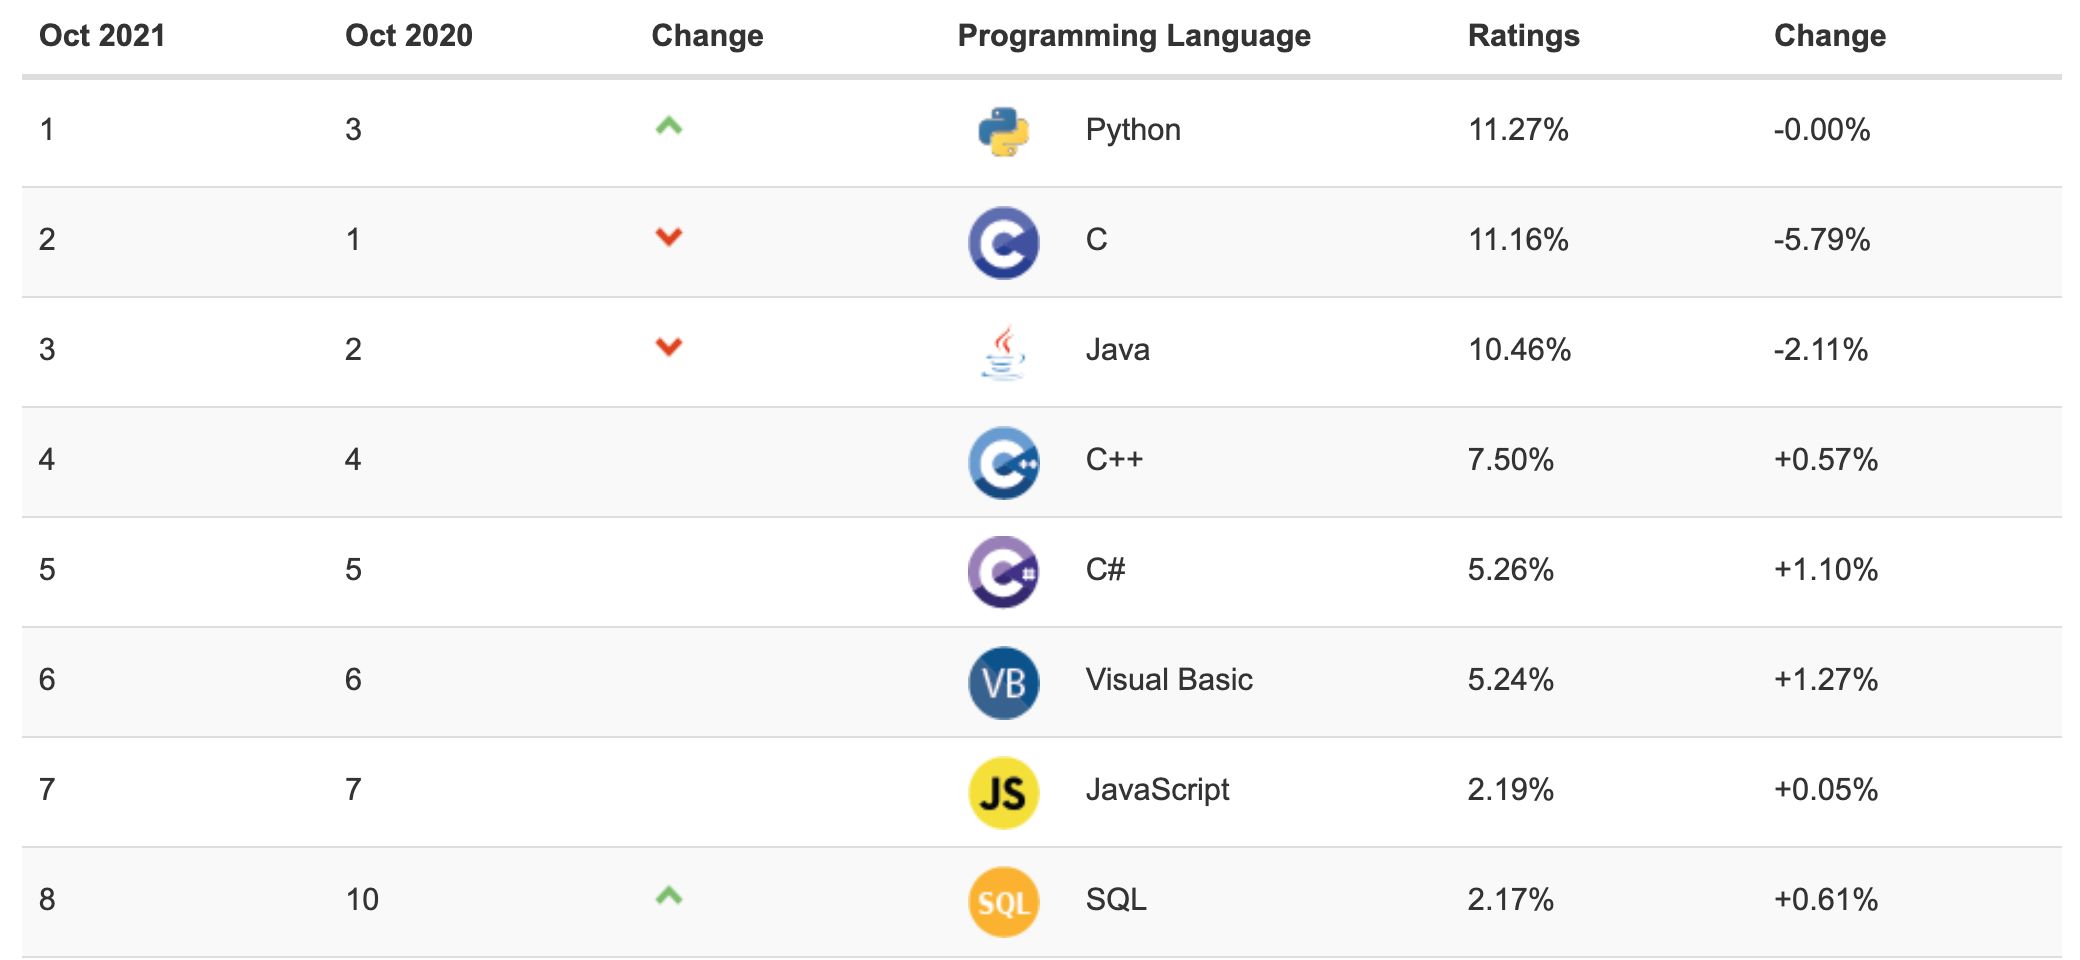 Oct 2021 Oct 2020 Change Programming Language Ratings Change
1 3 Python 11.27% -0.00%
2 1 C C 11.16% -5.79%
3 2 Java 10.46% -2.11%
4 4 C++ C++ 7.50% +0.57%
5 5 C# C# 5.26% +1.10%
6 6 VB Visual Basic 5.24% +1.27%
7 7 JS JavaScript 2.19% +0.05%
8 10 SQL SQL 2.17% +0.61%